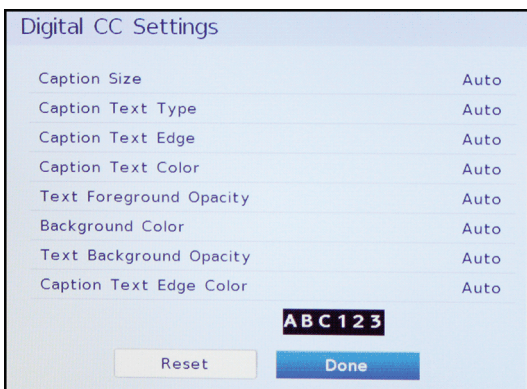 Digital CC Settings
Caption Size Auto
Caption Text Type Auto
Caption Text Edge Auto
Caption Text Color Auto
Text Foreground Opacity Auto
Background Color Auto
Text Background Opacity Auto
Caption Text Edge Color Auto
ABC123
Reset Done